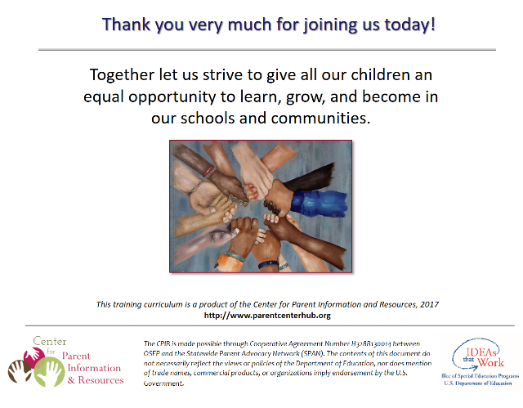 Thank you very much for joining us today!
Together let us strive to give all our children an
equal opportunity to learn, grow, and become in
our schools and communities.
This training curriculum is a product of the Center for Parent Information and Resources, 2017
http://www.parentcenterhub.org
Center
for Parent
Information
& Resources
The CPIR is made possible through Cooperative Agreement Number H328R130014 between
OSEP and the Statewide Parent Advocacy Network (SPAN). The contents of this document do
not necessarily reflect the views or policies of the Department of Education, nor does mention
of trade names, commercial products, or organizations imply endorsement by the U.S.
Government.
IDEAs
that Work
ffice of Special Education Programs
U.S. Department of Education